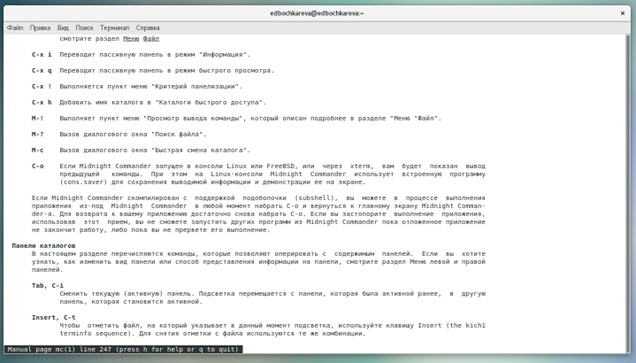 edbochkareva@edbochkareva:~
Файл Правка Вид Поиск Терминал Справка
смотрите раздел Меню Файл
C-x i Переводит пассивную панель в режим "Информация".
C-x q Переводит пассивную панель в режим быстрого просмотра.
C-x ! Выполняется пункт меню "Критерий панелизации".
C-x h Добавить имя каталога в "Каталоги быстрого доступа".
M-! Выполняет пункт меню "Просмотр вывода команды", который описан подробнее в разделе "Меню "Файл".
M-? Вызов диалогового окна "Поиск файла".
M-c Вызов диалогового окна "Быстрая смена каталога".
C-o Если Midnight Commander запущен в консоли Linux или FreeBSD, или через xterm, вам будет показан вывод
предыдущей команды. При этом на Linux-консоли Midnight Commander использует встроенную программу
(cons.saver) для сохранения выводимой информации и демонстрации ее на экране.
Если Midnight Commander скомпилирован с поддержкой подоболочки (subshell), вы можете в процессе выполнения
приложения из-под Midnight Commander в любой момент набрать C-o и вернуться к главному экрану Midnight Comman-
der-а. Для возврата к вашему приложению достаточно снова набрать C-o. Если вы застопорите выполнение приложения,
использовав этот прием, вы не сможете запустить других программ из Midnight Commander пока отложенное приложение
не закончит работу, либо пока вы не прервете его выполнение.
Панели каталогов
В настоящем разделе перечисляются команды, которые позволяют оперировать с содержимым панелей. Если вы хотите
узнать, как изменить вид панели или способ представления информации на панели, смотрите раздел Меню левой и правой
панелей.
Tab, C-i
Сменить текущую (активную) панель. Подсветка перемещается с панели, которая была активной ранее, в другую
панель, которая становится активной.
Insert, C-t
Чтобы отметить файл, на который указывает в данный момент подсветка, используйте клавишу Insert (the kich1
terminfo sequence). Для снятия отметки с файла используются те же комбинации.
Manual page mc(1) line 247 (press h for help or q to quit)